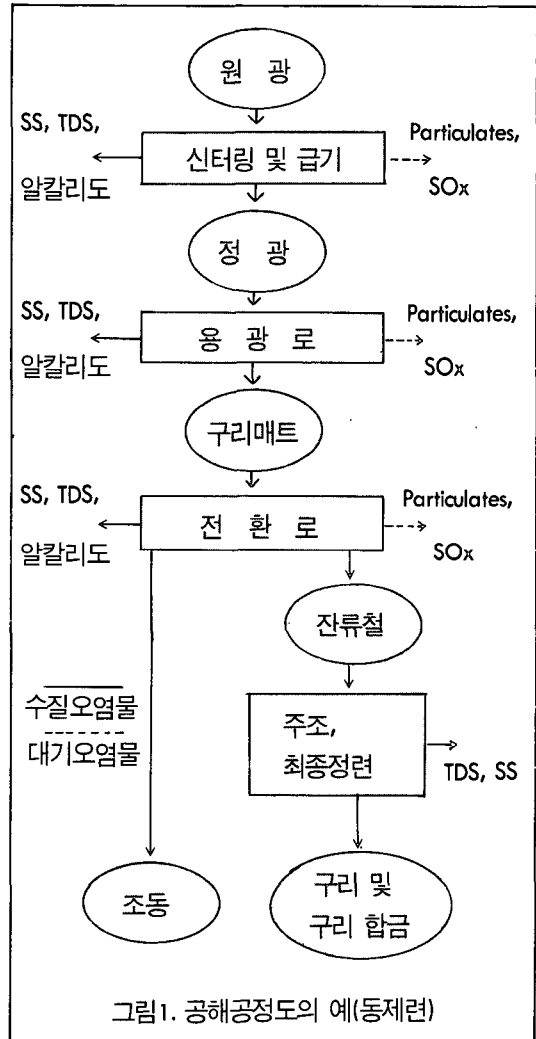 원 광
SS, TDS,
알칼리도
신터링 및 급기
Particulates,
SOx
정 광
SS, TDS,
알칼리도
용 광 로
Particulates,
SOx
구리매트
SS, TDS,
알칼리도
전 환 로
Particulates,
SOx
잔류철
수질오염물
대기오염물
주조,
최종정련
TDS, SS
조동
구리 및
구리 합금
그림1. 공해공정도의 예(동제련)